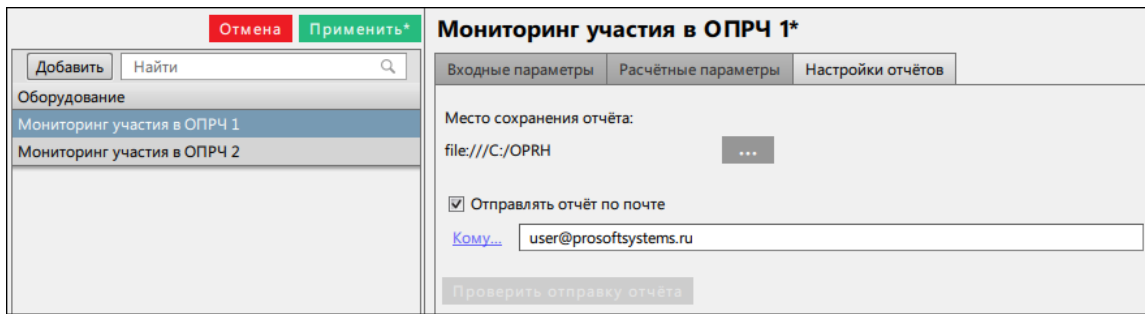 Отмена
Применить*
Добавить
Найти
Оборудование
Мониторинг участия в ОПРЧ 1
Мониторинг участия в ОПРЧ 2
Мониторинг участия в ОПРЧ 1*
Входные параметры
Расчётные параметры
Настройки отчётов
Место сохранения отчёта:
file:///C:/OPRH
...
Отправлять отчёт по почте
Кому...
user@prosoftsystems.ru
Проверить отправку отчёта